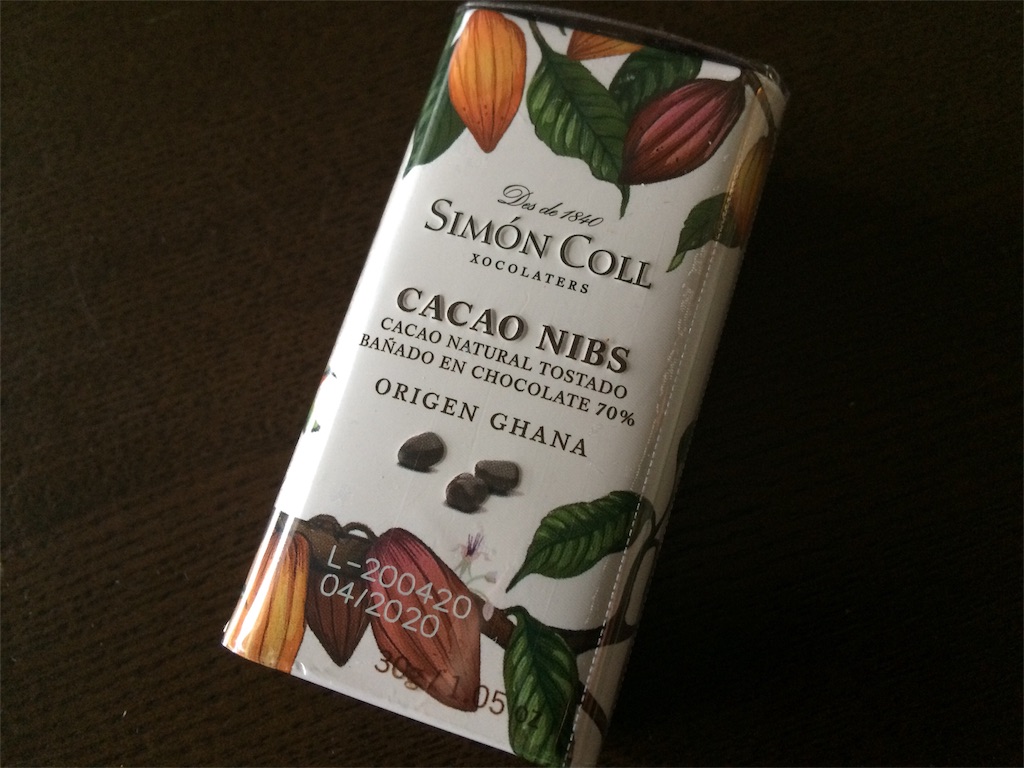 Des de 1840
SIMÓN COLL
XOCOLATERS
CACAO NIBS
CACAO NATURAL TOSTADO
BAÑADO EN CHOCOLATE 70%
ORIGEN GHANA
L-200420
04/2020
30g / 1.05 oz